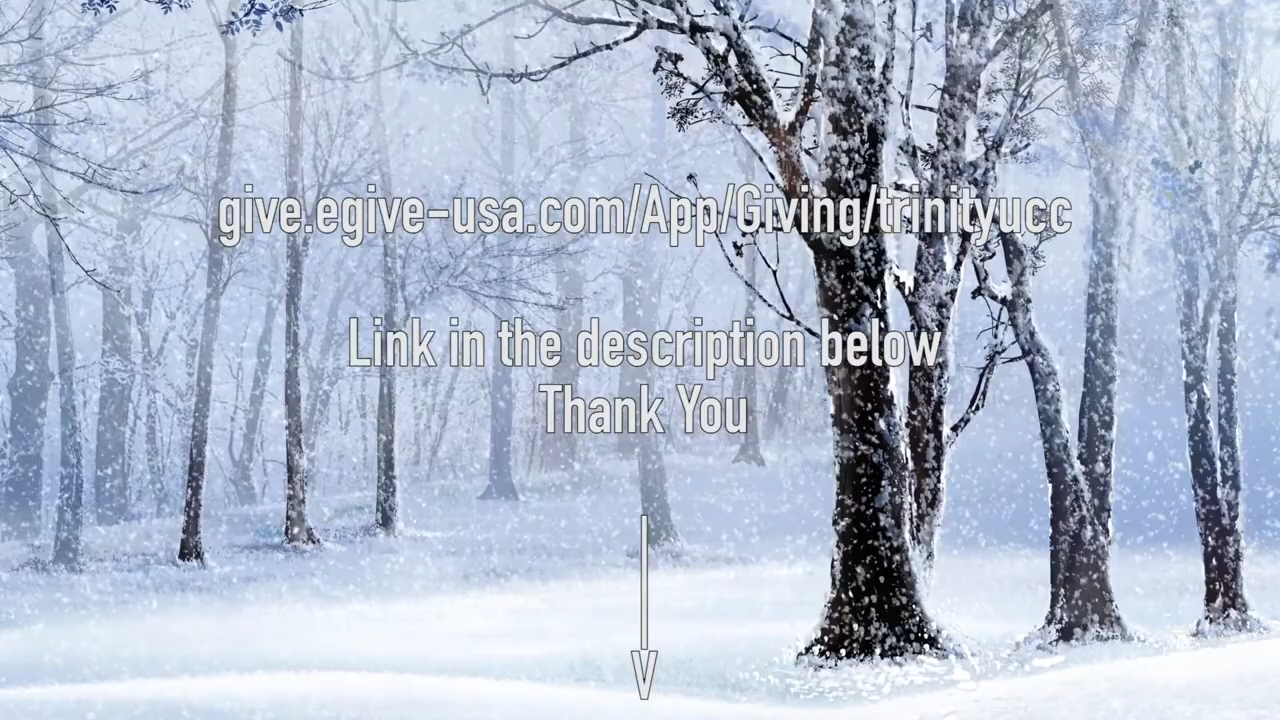 give.egive-usa.com/App/Giving/trinityucc
Link in the description below
Thank You